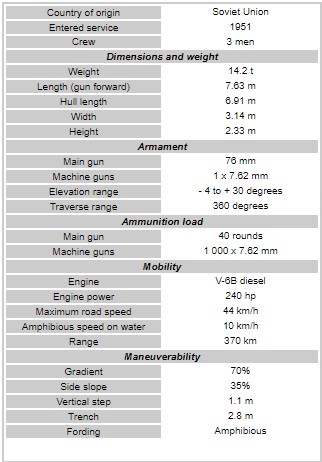 Country of origin Soviet Union
Entered service 1951
Crew 3 men
Dimensions and weight
Weight 14.2 t
Length (gun forward) 7.63 m
Hull length 6.91 m
Width 3.14 m
Height 2.33 m
Armament
Main gun 76 mm
Machine guns 1 x 7.62 mm
Elevation range - 4 to + 30 degrees
Traverse range 360 degrees
Ammunition load
Main gun 40 rounds
Machine guns 1 000 x 7.62 mm
Mobility
Engine V-6B diesel
Engine power 240 hp
Maximum road speed 44 km/h
Amphibious speed on water 10 km/h
Range 370 km
Maneuverability
Gradient 70%
Side slope 35%
Vertical step 1.1 m
Trench 2.8 m
Fording Amphibious